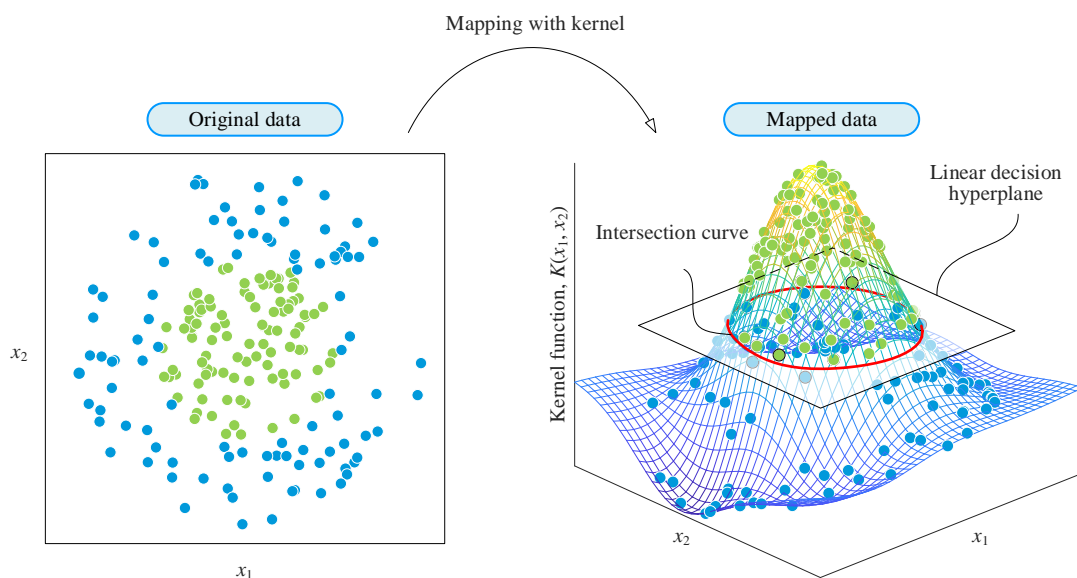 Mapping with kernel
Original data
Mapped data
Linear decision
hyperplane
Intersection curve
Kernel function, K(x₁, x₂)
x₂
x₁
x₂
x₁